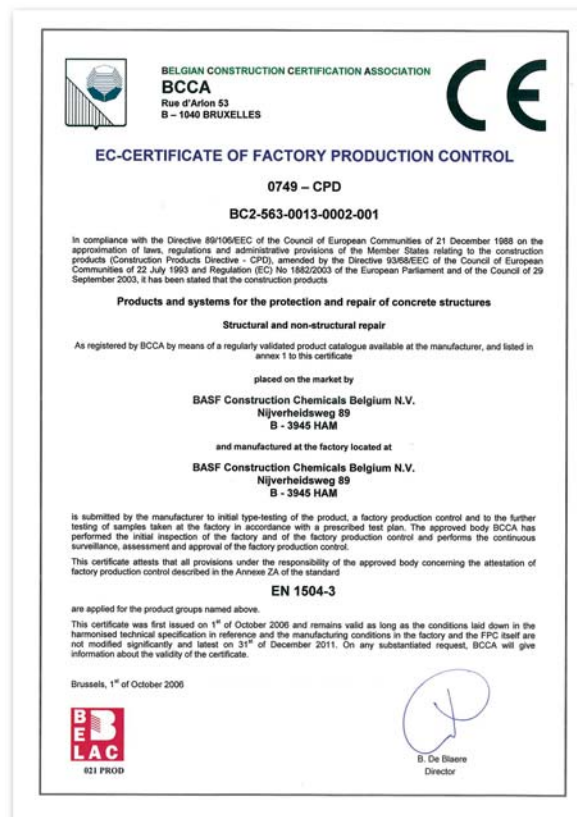 BELGIAN CONSTRUCTION CERTIFICATION ASSOCIATION
BCCA
Rue d'Arlon 53
B – 1040 BRUXELLES
CE
EC-CERTIFICATE OF FACTORY PRODUCTION CONTROL
0749 – CPD
BC2-563-0013-0002-001
In compliance with the Directive 89/106/EEC of the Council of European Communities of 21 December 1988 on the
approximation of laws, regulations and administrative provisions of the Member States relating to the construction
products (Construction Products Directive - CPD), amended by the Directive 93/68/EEC of the Council of European
Communities of 22 July 1993 and Regulation (EC) No 1882/2003 of the European Parliament and of the Council of 29
September 2003, it has been stated that the construction products
Products and systems for the protection and repair of concrete structures
Structural and non-structural repair
As registered by BCCA by means of a regularly validated product catalogue available at the manufacturer, and listed in
annex 1 to this certificate
placed on the market by
BASF Construction Chemicals Belgium N.V.
Nijverheidsweg 89
B - 3945 HAM
and manufactured at the factory located at
BASF Construction Chemicals Belgium N.V.
Nijverheidsweg 89
B - 3945 HAM
is submitted by the manufacturer to initial type-testing of the product, a factory production control and to the further
testing of samples taken at the factory in accordance with a prescribed test plan. The approved body BCCA has
performed the initial inspection of the factory and of the factory production control and performs the continuous
surveillance, assessment and approval of the factory production control.
This certificate attests that all provisions under the responsibility of the approved body concerning the attestation of
factory production control described in the Annexe ZA of the standard
EN 1504-3
are applied for the product groups named above.
This certificate was first issued on 1st of October 2006 and remains valid as long as the conditions laid down in the
harmonised technical specification in reference and the manufacturing conditions in the factory and the FPC itself are
not modified significantly and latest on 31st of December 2011. On any substantiated request, BCCA will give
information about the validity of the certificate.
Brussels, 1st of October 2006
B
E
LAC
021 PROD
B. De Blaere
Director